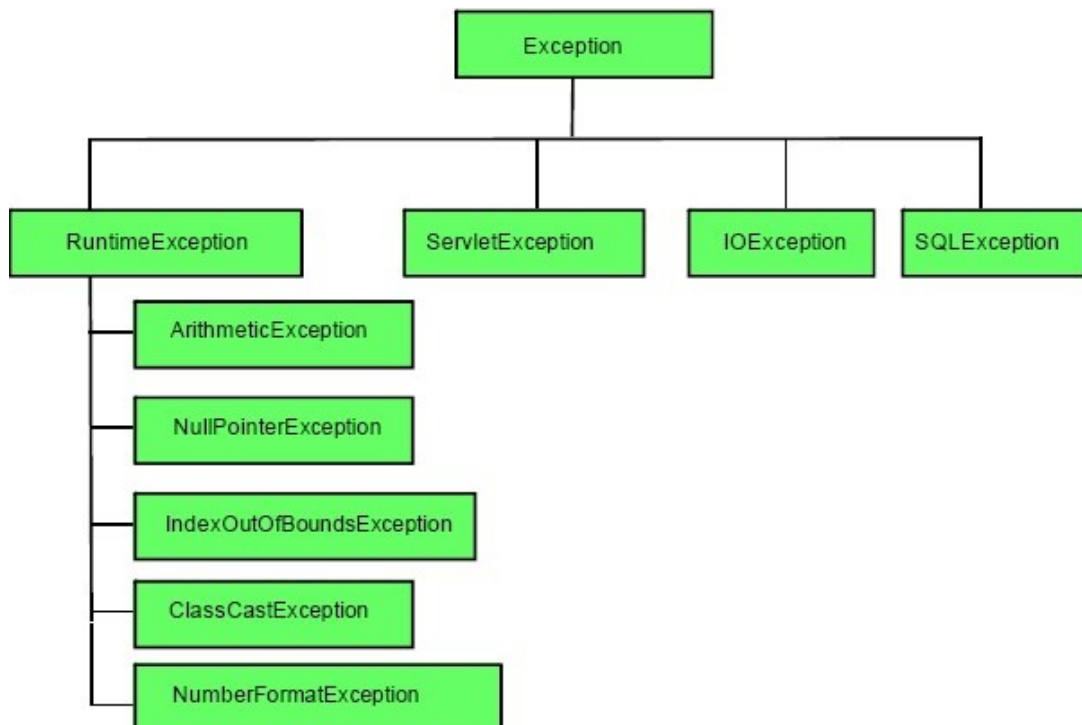 Exception
RuntimeException
ServletException
IOException
SQLException
ArithmeticException
NullPointerException
IndexOutOfBoundsException
ClassCastException
NumberFormatException